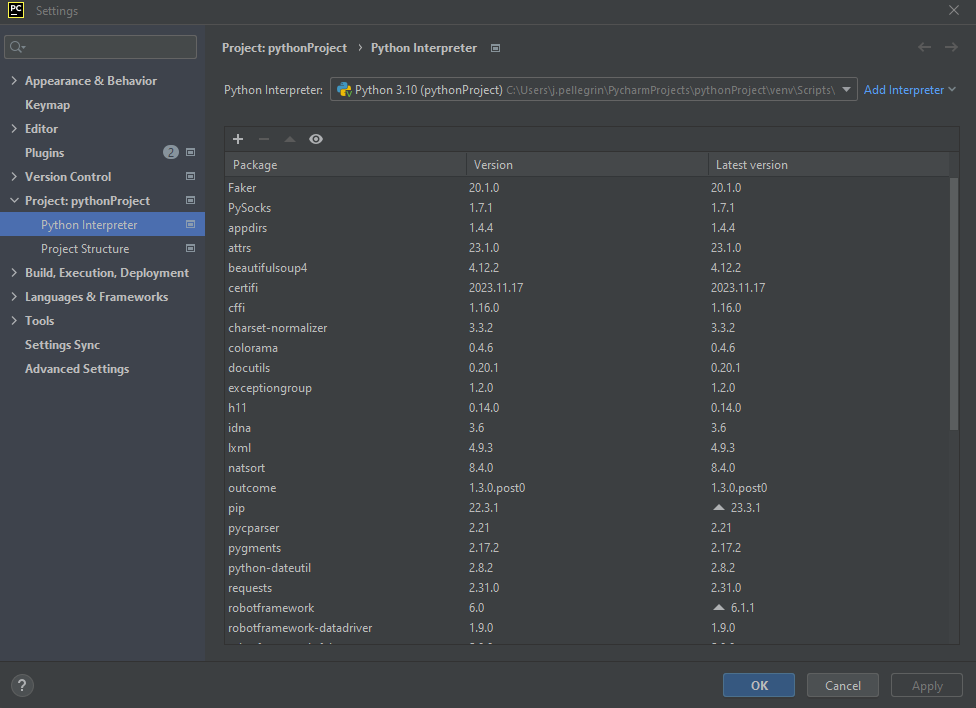 PC Settings
Project: pythonProject › Python Interpreter
Appearance & Behavior
Keymap
Editor
Plugins 2
Version Control
Project: pythonProject
Python Interpreter
Project Structure
Build, Execution, Deployment
Languages & Frameworks
Tools
Settings Sync
Advanced Settings
Python Interpreter: Python 3.10 (pythonProject) C:\Users\j.pellegrin\PycharmProjects\pythonProject\venv\Scripts\ Add Interpreter
Package Version Latest version
Faker 20.1.0 20.1.0
PySocks 1.7.1 1.7.1
appdirs 1.4.4 1.4.4
attrs 23.1.0 23.1.0
beautifulsoup4 4.12.2 4.12.2
certifi 2023.11.17 2023.11.17
cffi 1.16.0 1.16.0
charset-normalizer 3.3.2 3.3.2
colorama 0.4.6 0.4.6
docutils 0.20.1 0.20.1
exceptiongroup 1.2.0 1.2.0
h11 0.14.0 0.14.0
idna 3.6 3.6
lxml 4.9.3 4.9.3
natsort 8.4.0 8.4.0
outcome 1.3.0.post0 1.3.0.post0
pip 22.3.1 23.3.1
pycparser 2.21 2.21
pygments 2.17.2 2.17.2
python-dateutil 2.8.2 2.8.2
requests 2.31.0 2.31.0
robotframework 6.0 6.1.1
robotframework-datadriver 1.9.0 1.9.0
? OK Cancel Apply